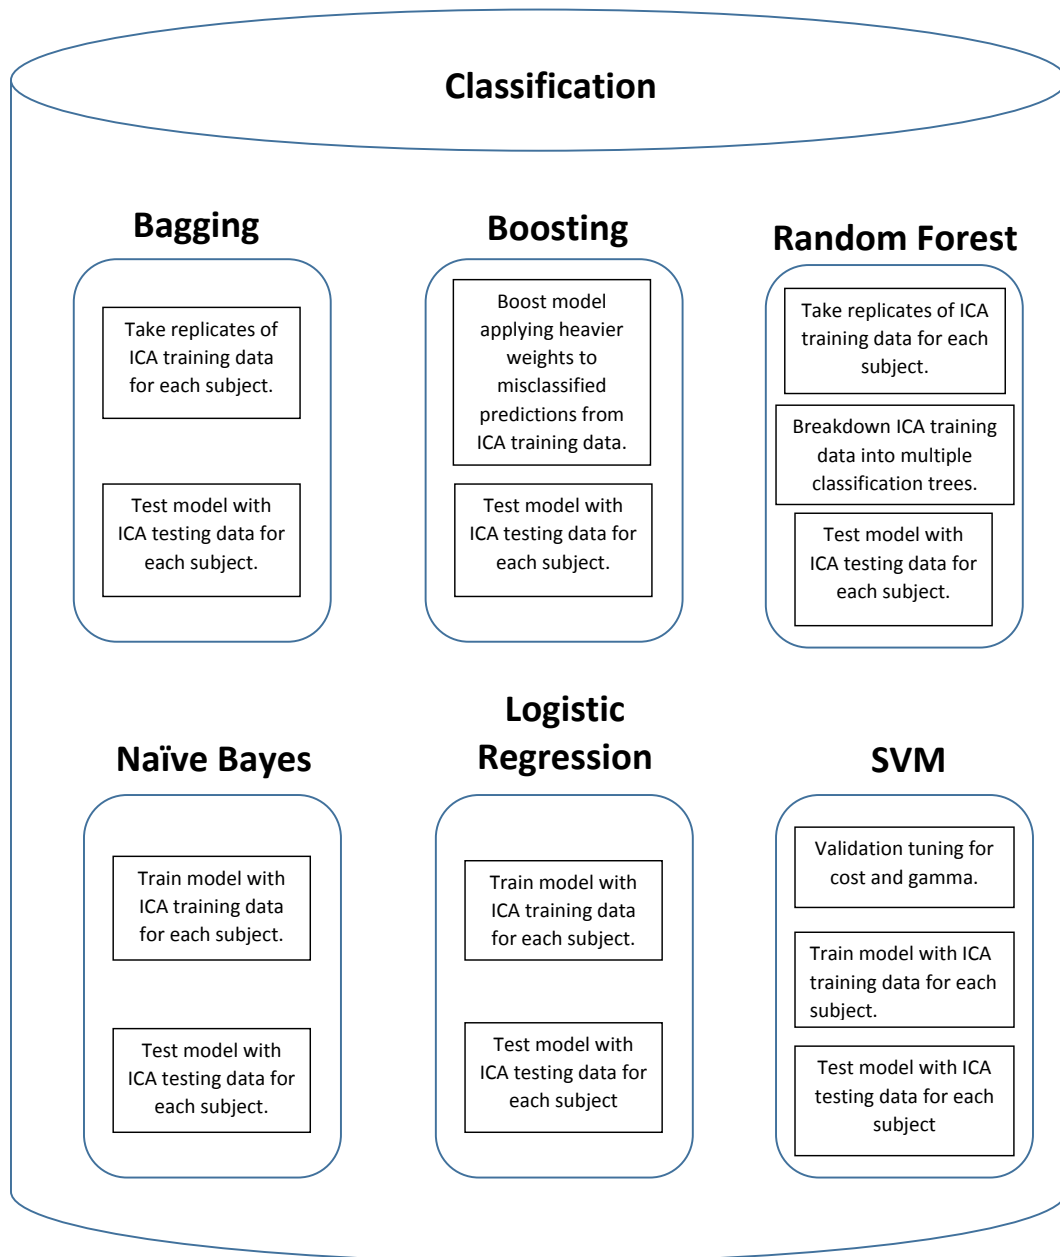 Classification
Bagging
Take replicates of
ICA training data
for each subject.
Test model with
ICA testing data for
each subject.
Boosting
Boost model
applying heavier
weights to
misclassified
predictions from
ICA training data.
Test model with
ICA testing data for
each subject.
Random Forest
Take replicates of ICA
training data for each
subject.
Breakdown ICA training
data into multiple
classification trees.
Test model with
ICA testing data for
each subject.
Naïve Bayes
Train model with
ICA training data
for each subject.
Test model with
ICA testing data for
each subject.
Logistic
Regression
Train model with
ICA training data
for each subject.
Test model with
ICA testing data for
each subject
SVM
Validation tuning for
cost and gamma.
Train model with ICA
training data for each
subject.
Test model with ICA
testing data for each
subject